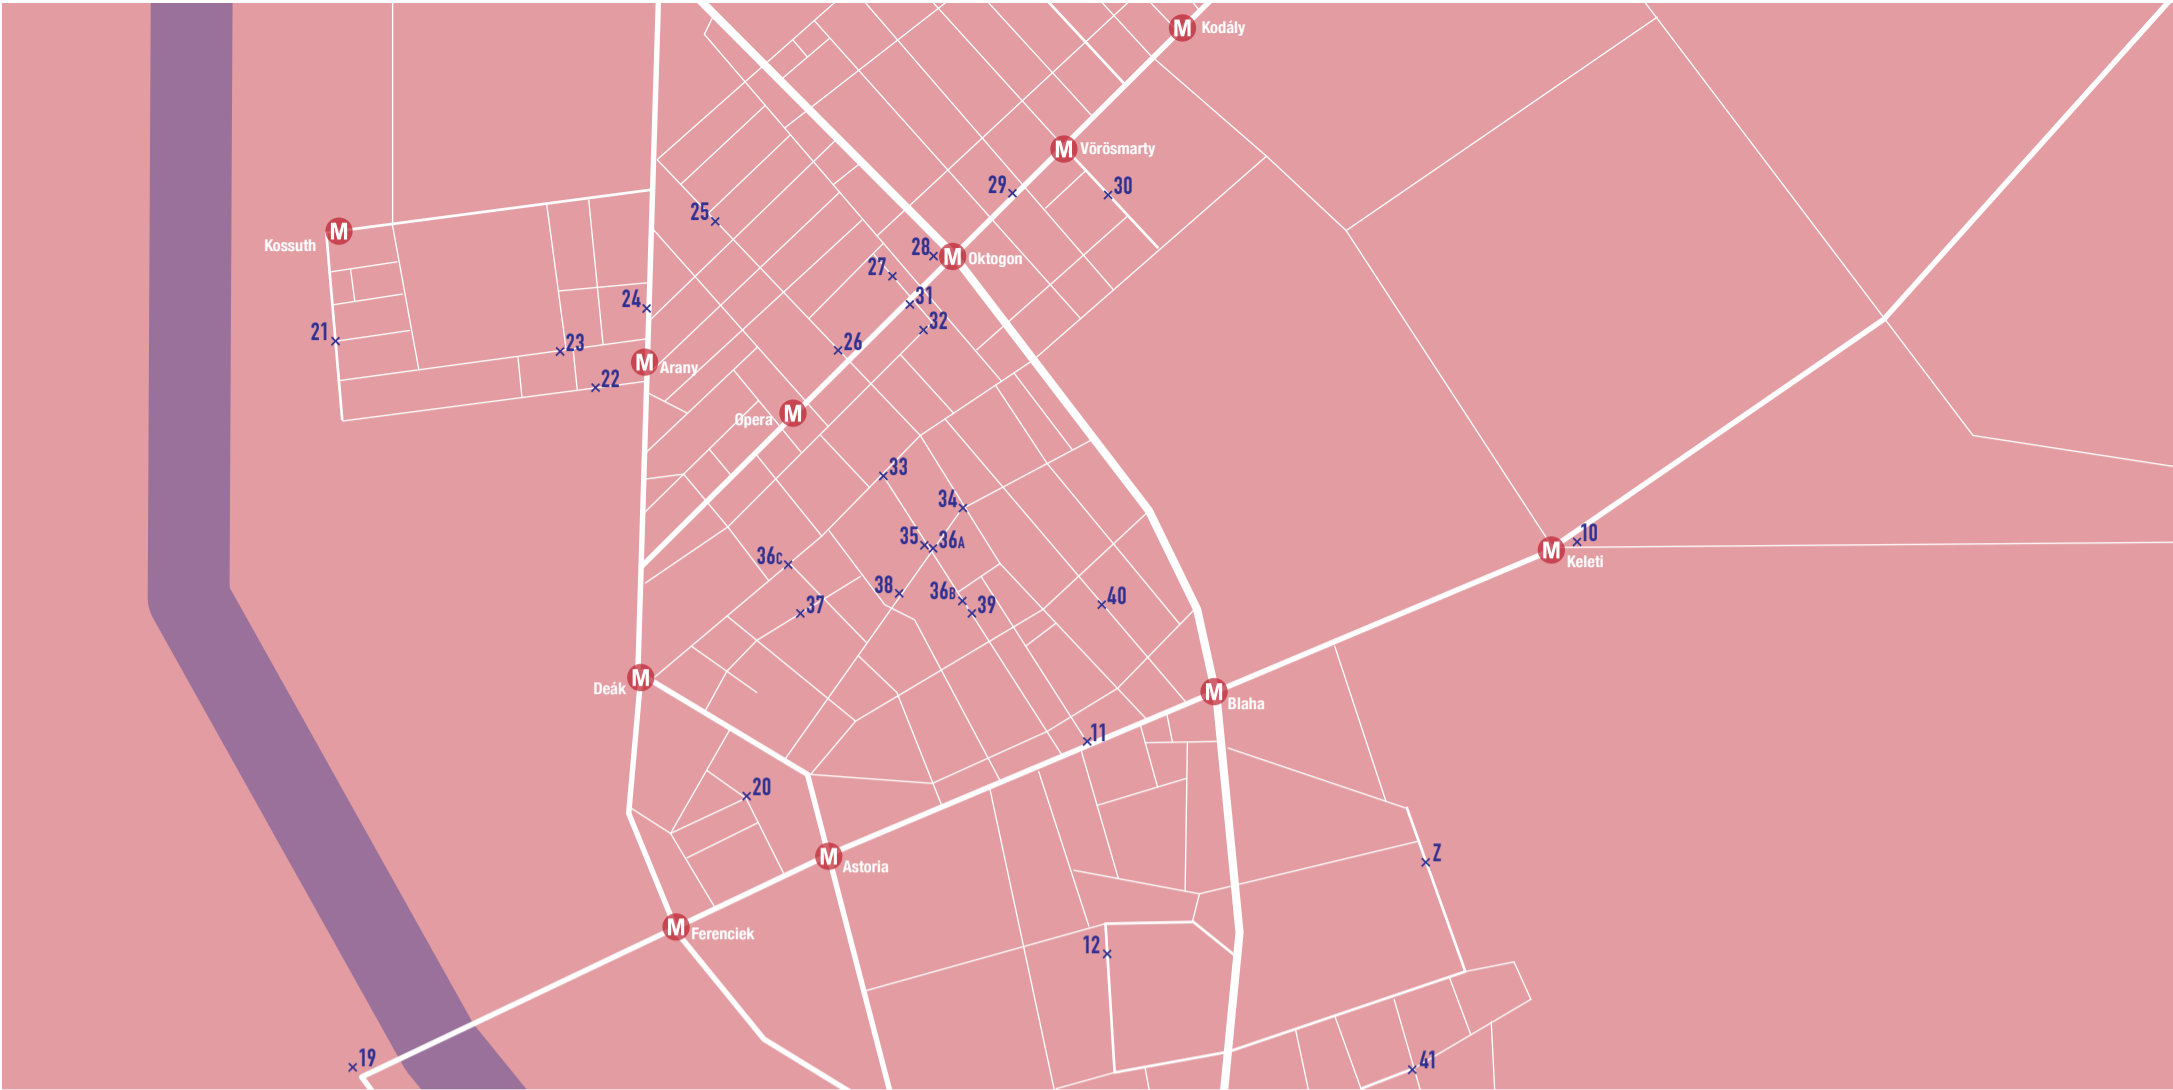 M Kodály
M Vörösmarty
29
30
25
M
Kossuth
28
M Oktogon
27
31
24
32
21
23
26
M Arany
22
M
Opera
33
34
10
35
36A
M
Keleti
36C
38
36B
39
40
37
M
Deák
M
Blaha
11
20
M
Astoria
Z
M
Ferenciek
12
19
41